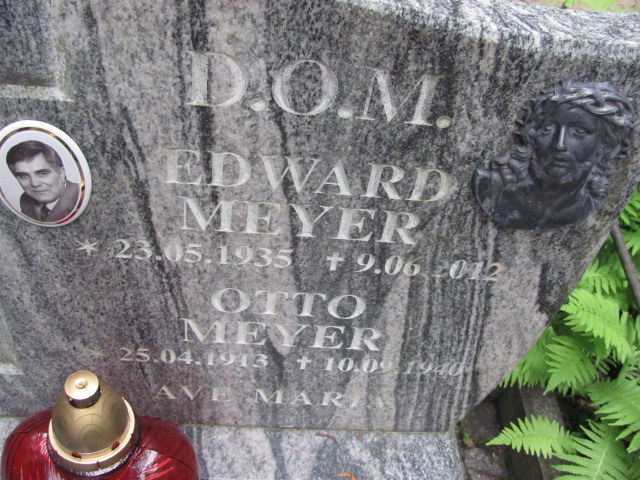 D.O.M.
EDWARD
MEYER
* 23.05.1935 † 9.06.2012
OTTO
MEYER
* 25.04.1913 † 10.09.1940
AVE MARIA